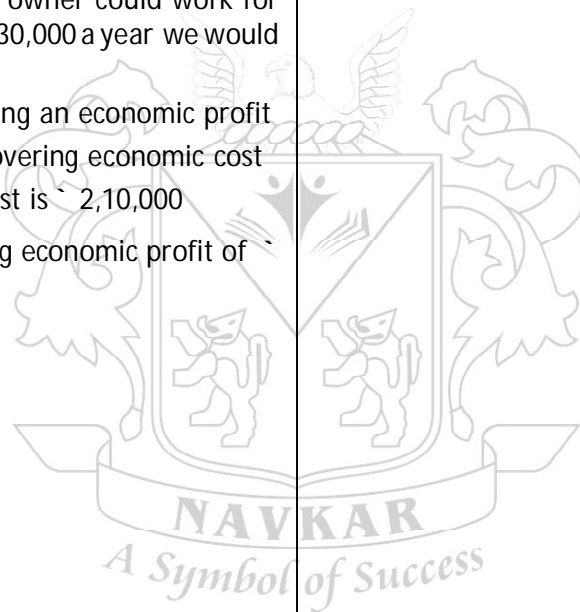 owner could work for
30,000 a year we would
ng an economic profit
overing economic cost
st is ` 2,10,000
g economic profit of `
NAVKAR
A Symbol of Success